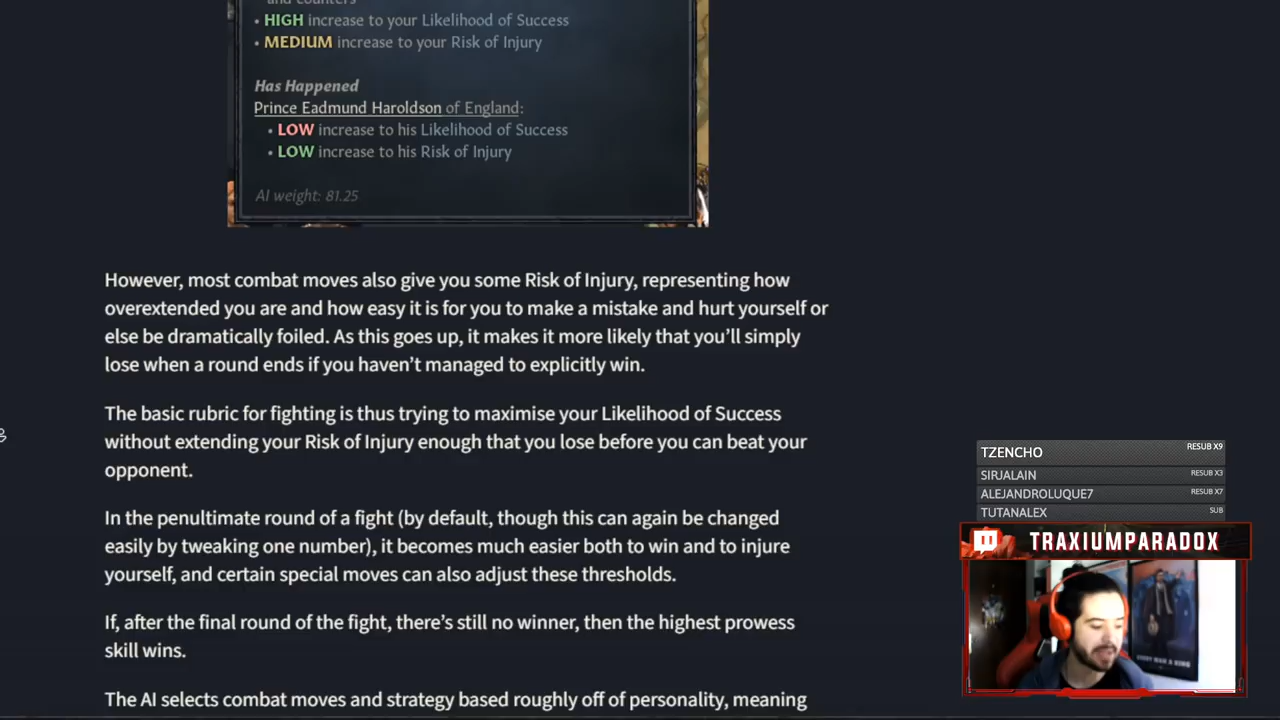 and counters
• HIGH increase to your Likelihood of Success
• MEDIUM increase to your Risk of Injury
Has Happened
Prince Eadmund Haroldson of England:
• LOW increase to his Likelihood of Success
• LOW increase to his Risk of Injury
AI weight: 81.25
However, most combat moves also give you some Risk of Injury, representing how
overextended you are and how easy it is for you to make a mistake and hurt yourself or
else be dramatically foiled. As this goes up, it makes it more likely that you’ll simply
lose when a round ends if you haven’t managed to explicitly win.
The basic rubric for fighting is thus trying to maximise your Likelihood of Success
without extending your Risk of Injury enough that you lose before you can beat your
opponent.
In the penultimate round of a fight (by default, though this can again be changed
easily by tweaking one number), it becomes much easier both to win and to injure
yourself, and certain special moves can also adjust these thresholds.
If, after the final round of the fight, there’s still no winner, then the highest prowess
skill wins.
The AI selects combat moves and strategy based roughly off of personality, meaning
TZENCHO RESUB X9
SIRJALAIN RESUB X3
ALEJANDROLUQUE7 RESUB X7
TUTANALEX SUB
TRAXIUMPARADOX
EVERY MAN A KING